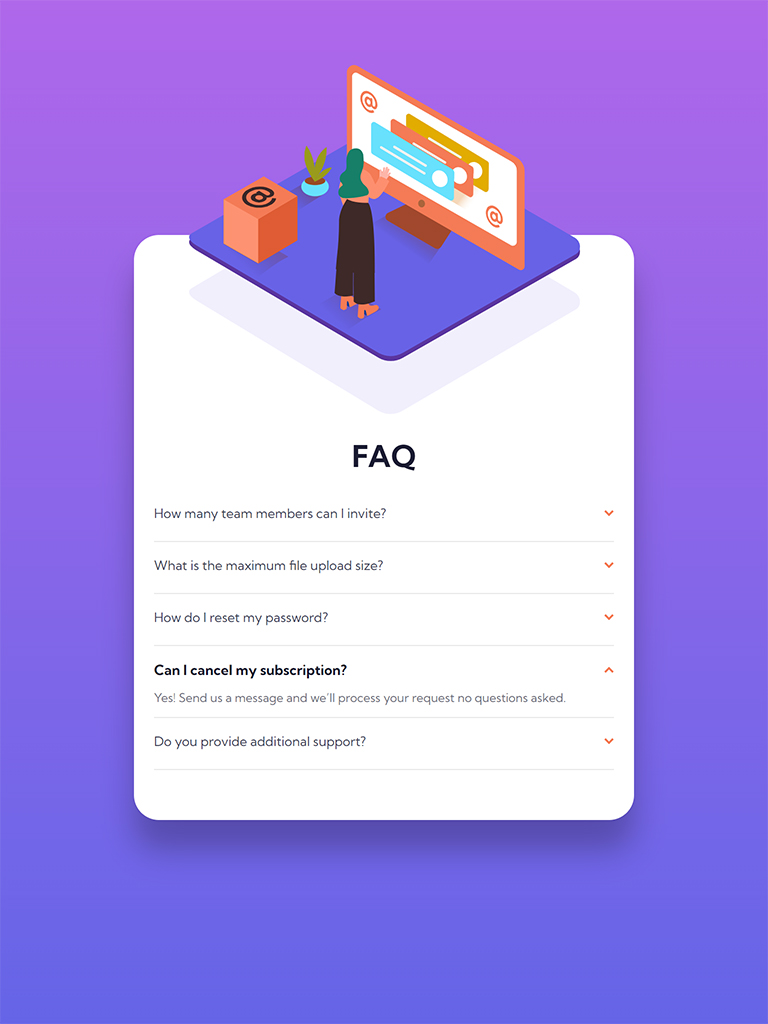 @
@
@
FAQ
How many team members can I invite?
What is the maximum file upload size?
How do I reset my password?
Can I cancel my subscription?
Yes! Send us a message and we’ll process your request no questions asked.
Do you provide additional support?